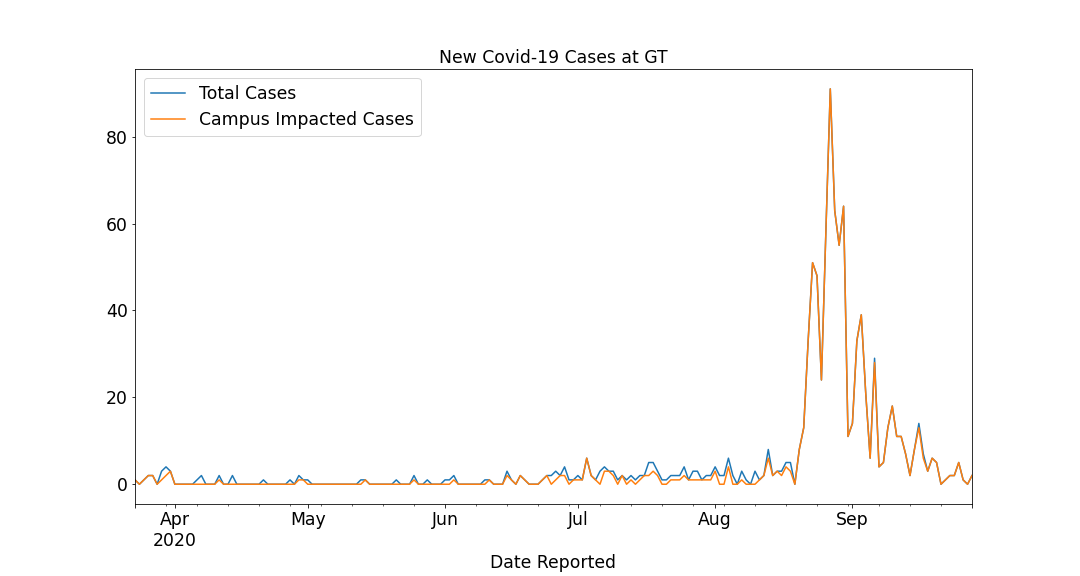 New Covid-19 Cases at GT
Total Cases
Campus Impacted Cases
80
60
40
20
0
Apr May Jun Jul Aug Sep
2020
Date Reported